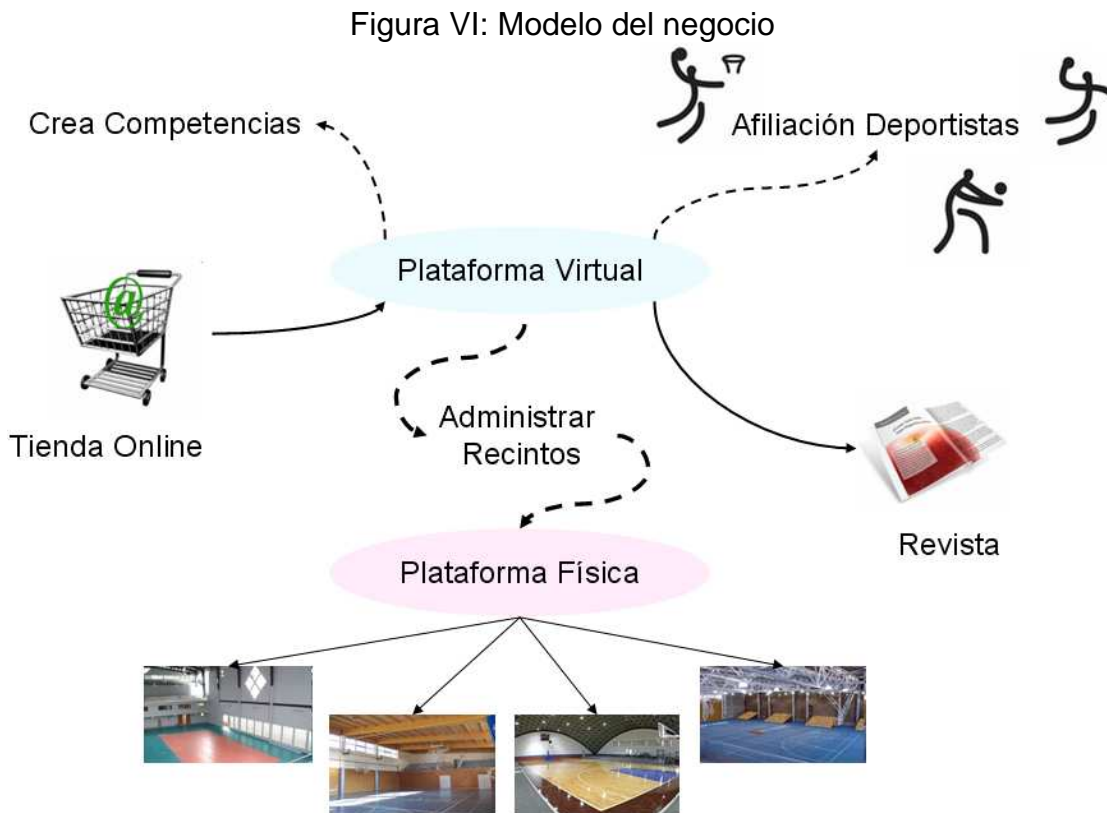 Figura VI: Modelo del negocio
Crea Competencias
Afiliación Deportistas
Plataforma Virtual
@
Tienda Online
Administrar
Recintos
Revista
Plataforma Física